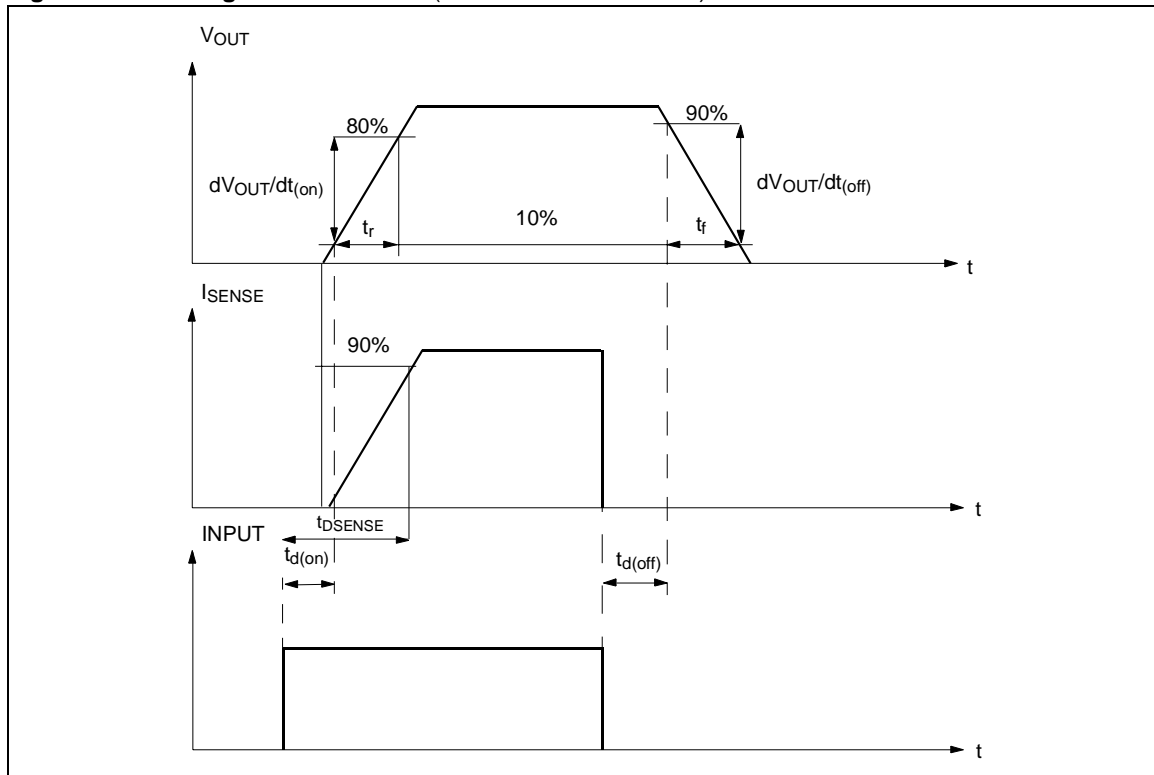 VOUT
80%
90%
dVOUT/dt(on)
dVOUT/dt(off)
tr
10%
tf
t
ISENSE
90%
t
INPUT
tDSENSE
td(on)
td(off)
t